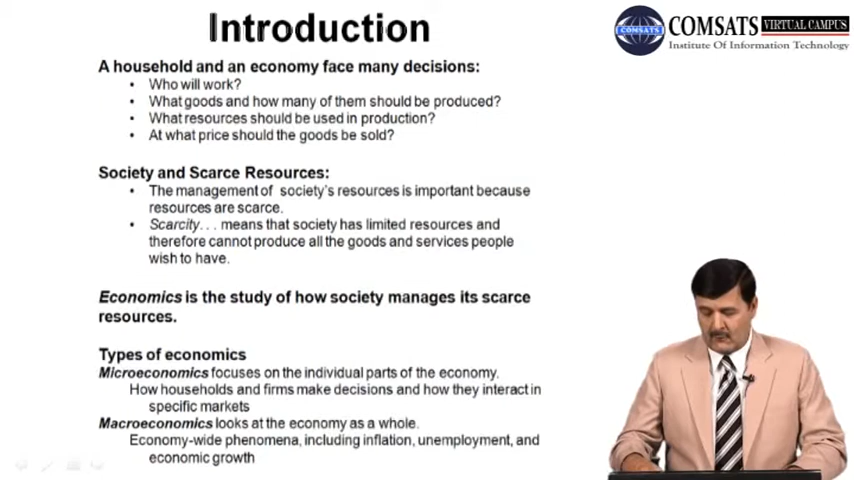 Introduction
COMSATS VIRTUAL CAMPUS
Institute Of Information Technology
COMSATS
A household and an economy face many decisions:
• Who will work?
• What goods and how many of them should be produced?
• What resources should be used in production?
• At what price should the goods be sold?
Society and Scarce Resources:
• The management of society's resources is important because
resources are scarce.
• Scarcity. . . means that society has limited resources and
therefore cannot produce all the goods and services people
wish to have.
Economics is the study of how society manages its scarce
resources.
Types of economics
Microeconomics focuses on the individual parts of the economy.
How households and firms make decisions and how they interact in
specific markets
Macroeconomics looks at the economy as a whole.
Economy-wide phenomena, including inflation, unemployment, and
economic growth